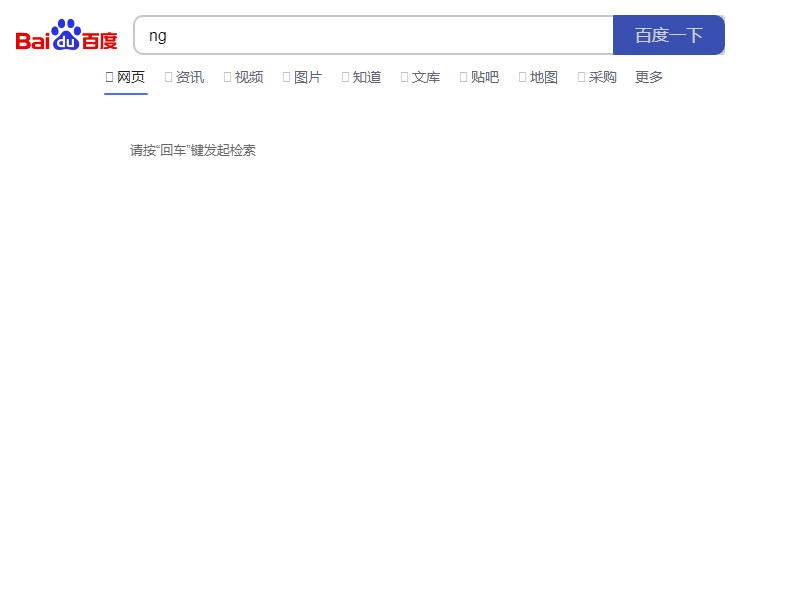 Bai du 百度 ng 百度一下
网页 资讯 视频 图片 知道 文库 贴吧 地图 采购 更多
请按“回车”键发起检索